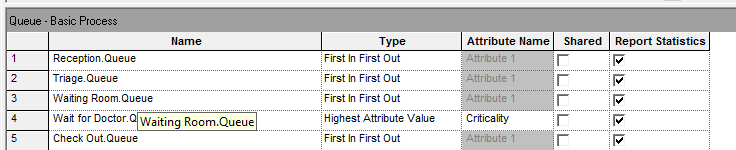 Queue - Basic Process
Name Type Attribute Name Shared Report Statistics
1 Reception.Queue First In First Out Attribute 1
2 Triage.Queue First In First Out Attribute 1
3 Waiting Room.Queue First In First Out Attribute 1
4 Wait for Doctor.Q Waiting Room.Queue Highest Attribute Value Criticality
5 Check Out.Queue First In First Out Attribute 1